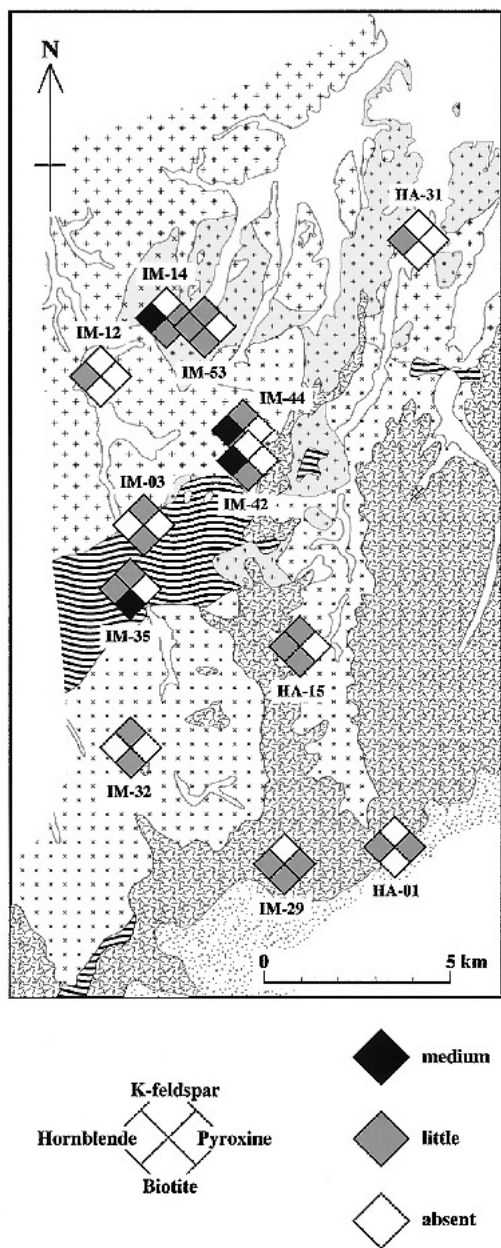 N
HA-31
IM-14
IM-12
IM-53
IM-44
IM-03
IM-42
IM-35
HA-15
IM-32
IM-29
HA-01
0 5 km
K-feldspar
Hornblende Pyroxine
Biotite
medium
little
absent